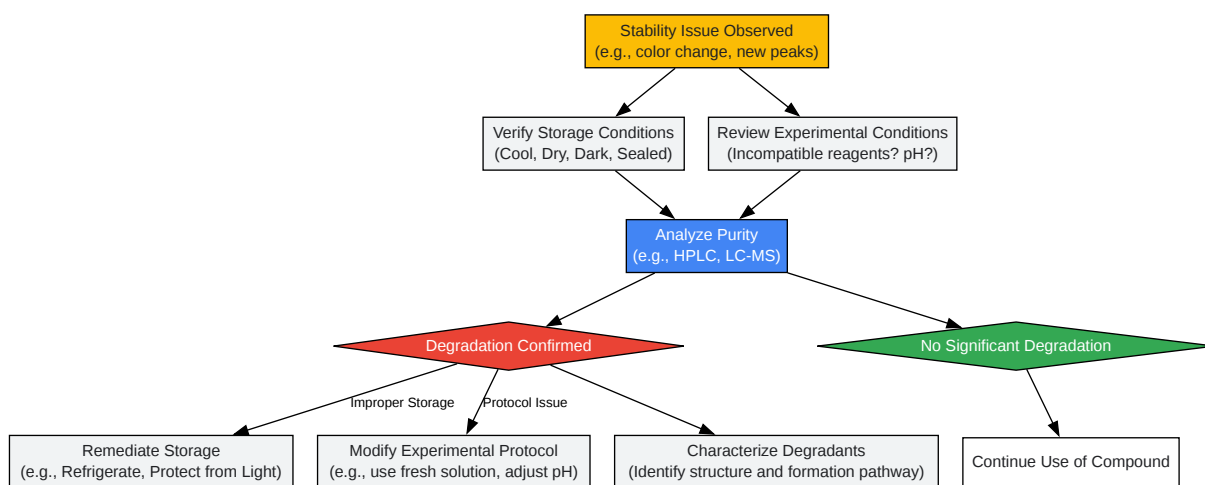 Stability Issue Observed
(e.g., color change, new peaks)
Verify Storage Conditions
(Cool, Dry, Dark, Sealed)
Review Experimental Conditions
(Incompatible reagents? pH?)
Analyze Purity
(e.g., HPLC, LC-MS)
Degradation Confirmed
No Significant Degradation
Improper Storage
Protocol Issue
Remediate Storage
(e.g., Refrigerate, Protect from Light)
Modify Experimental Protocol
(e.g., use fresh solution, adjust pH)
Characterize Degradants
(Identify structure and formation pathway)
Continue Use of Compound